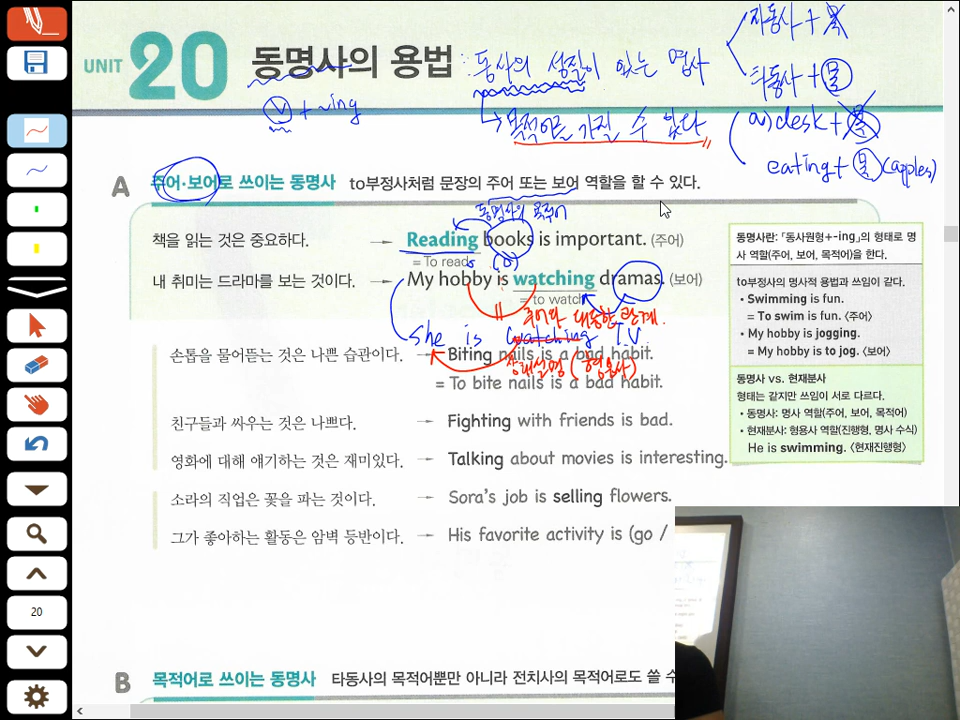 UNIT 20 동명사의 용법 : 동사의 성질이 있는 명사
자동사 + 목
타동사 + 목
V + ~ing
→ 목적어를 가질 수 있다
a) desk + 목
eating + 목 (apples)
A 주어·보어로 쓰이는 동명사 to부정사처럼 문장의 주어 또는 보어 역할을 할 수 있다.
동명사의 목적어
책을 읽는 것은 중요하다. → Reading books is important. (주어)
= To read
내 취미는 드라마를 보는 것이다. → My hobby is watching dramas. (보어)
= to watch
주어와 대등한 관계.
She is watching T.V
손톱을 물어뜯는 것은 나쁜 습관이다. → Biting nails is a bad habit.
상태설명 (형용사)
= To bite nails is a bad habit.
친구들과 싸우는 것은 나쁘다. → Fighting with friends is bad.
영화에 대해 얘기하는 것은 재미있다. → Talking about movies is interesting.
소라의 직업은 꽃을 파는 것이다. → Sora's job is selling flowers.
그가 좋아하는 활동은 암벽 등반이다. → His favorite activity is (go /
동명사란: 「동사원형+-ing」의 형태로 명
사 역할(주어, 보어, 목적어)을 한다.
to부정사의 명사적 용법과 쓰임이 같다.
• Swimming is fun.
= To swim is fun. 〈주어〉
• My hobby is jogging.
= My hobby is to jog. 〈보어〉
동명사 vs. 현재분사
형태는 같지만 쓰임이 서로 다르다.
• 동명사: 명사 역할(주어, 보어, 목적어)
• 현재분사: 형용사 역할(진행형, 명사 수식)
He is swimming. 〈현재진행형〉
B 목적어로 쓰이는 동명사 타동사의 목적어뿐만 아니라 전치사의 목적어로도 쓸 수
20